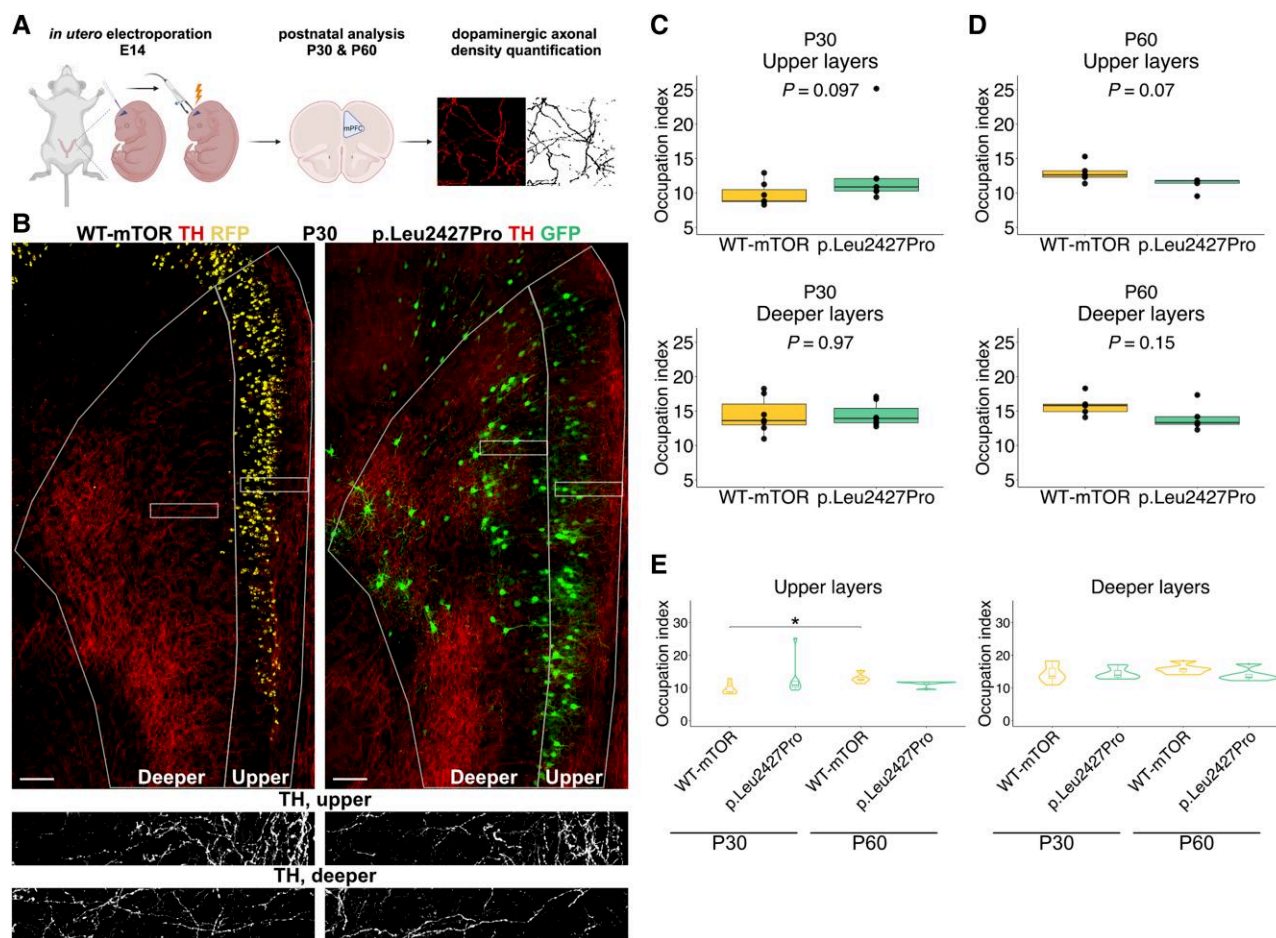 A
in utero electroporation
E14
postnatal analysis
P30 & P60
dopaminergic axonal
density quantification
mPFC
B
WT-mTOR TH RFP
P30
p.Leu2427Pro TH GFP
Deeper
Upper
Deeper
Upper
TH, upper
TH, deeper
C
P30
Upper layers
P = 0.097
Occupation index
25
20
15
10
5
WT-mTOR
p.Leu2427Pro
P30
Deeper layers
P = 0.97
Occupation index
25
20
15
10
5
WT-mTOR
p.Leu2427Pro
D
P60
Upper layers
P = 0.07
Occupation index
25
20
15
10
5
WT-mTOR
p.Leu2427Pro
P60
Deeper layers
P = 0.15
Occupation index
25
20
15
10
5
WT-mTOR
p.Leu2427Pro
E
Upper layers
*
Occupation index
30
20
10
0
WT-mTOR
p.Leu2427Pro
WT-mTOR
p.Leu2427Pro
P30
P60
Deeper layers
Occupation index
30
20
10
0
WT-mTOR
p.Leu2427Pro
WT-mTOR
p.Leu2427Pro
P30
P60